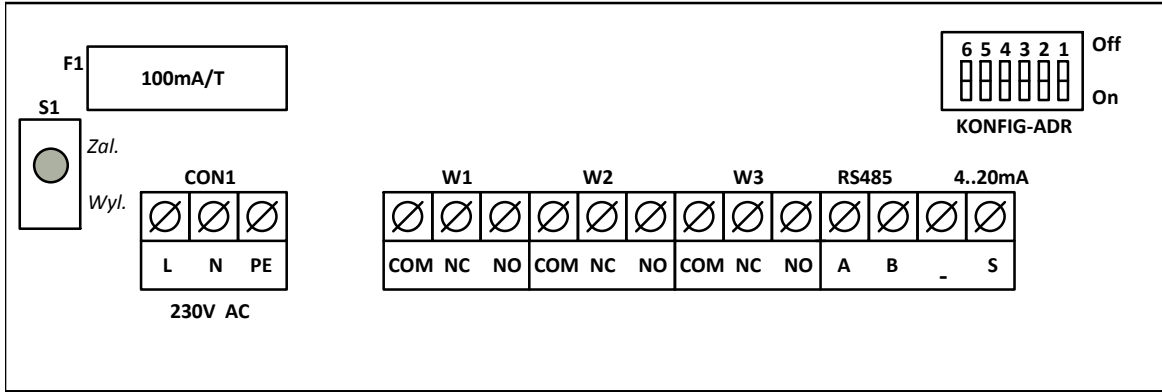 F1
100mA/T
S1
Zal.
Wyl.
6 5 4 3 2 1
Off
On
KONFIG-ADR
CON1
L N PE
230V AC
W1 W2 W3 RS485 4..20mA
COM NC NO COM NC NO COM NC NO A B - S